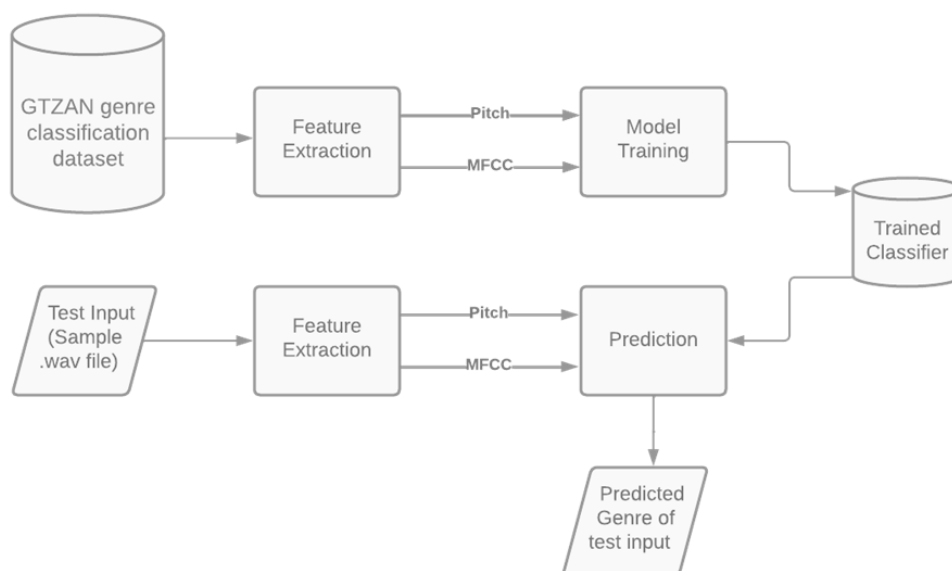 GTZAN genre
classification
dataset
Feature
Extraction
Pitch
MFCC
Model
Training
Trained
Classifier
Test Input
(Sample
.wav file)
Feature
Extraction
Pitch
MFCC
Prediction
Predicted
Genre of
test input